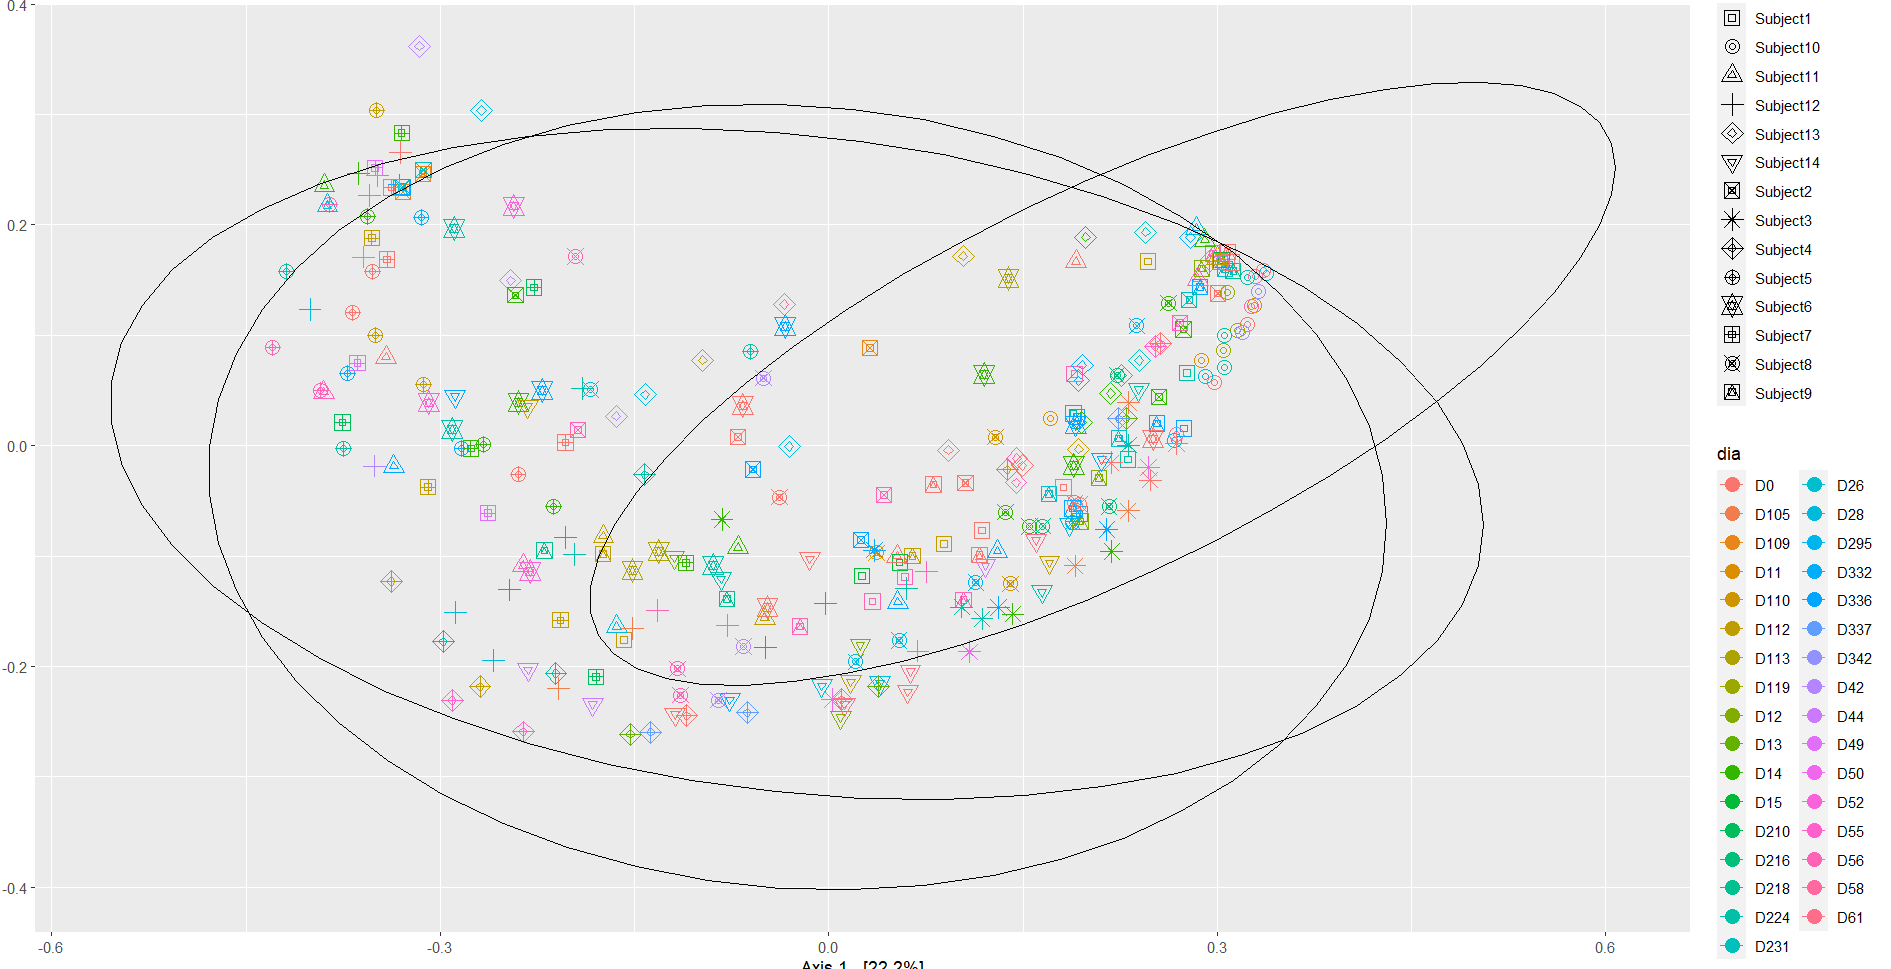 0.4
0.2
0.0
-0.2
-0.4
-0.6
-0.3
0.0
0.3
0.6
Axis 1 [22.2%]
Subject1
Subject10
Subject11
Subject12
Subject13
Subject14
Subject2
Subject3
Subject4
Subject5
Subject6
Subject7
Subject8
Subject9
dia
D0
D105
D109
D11
D110
D112
D113
D119
D12
D13
D14
D15
D210
D216
D218
D224
D231
D26
D28
D295
D332
D336
D337
D342
D42
D44
D49
D50
D52
D55
D56
D58
D61